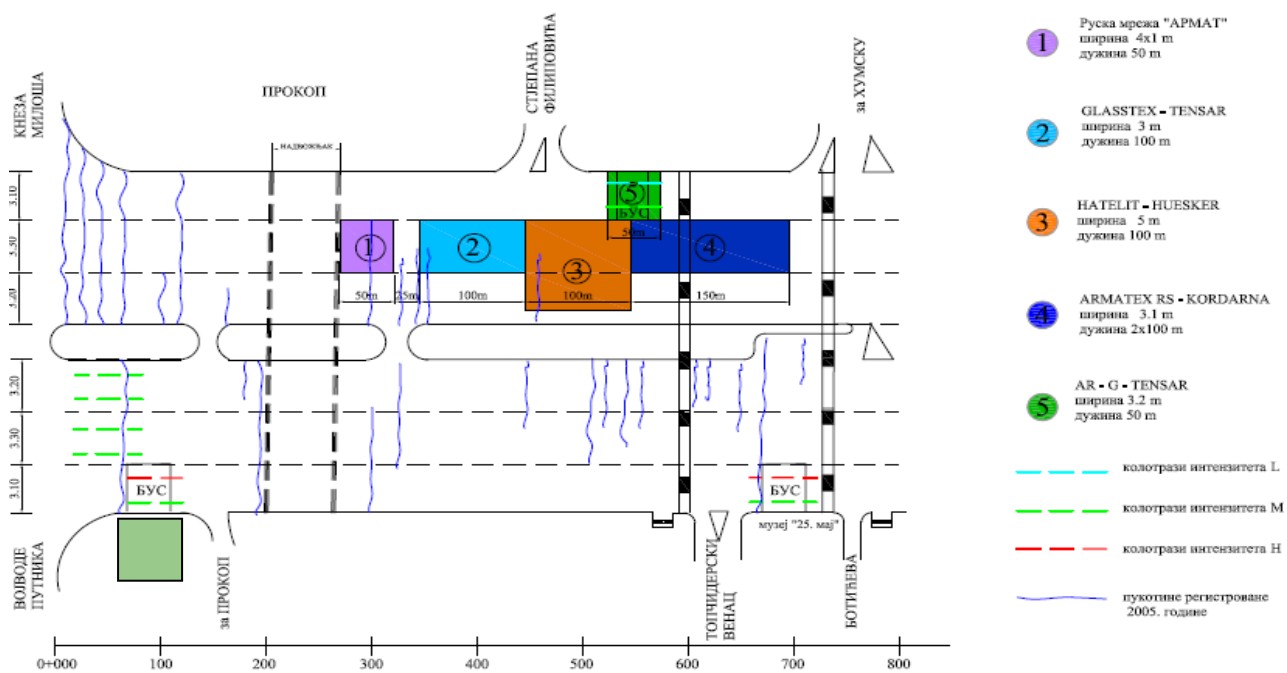 КНЕЗА
МИЛОША
ПРОКОП
СТЈЕПАНА
ФИЛИПОВИЋА
за ХУМСКУ
НАДВОЖЊАК
3.10
3.30
3.20
1
2
3
4
5
БУС
50m
50m
25m
100m
100m
150m
3.20
3.30
3.10
БУС
БУС
музеј "25. мај"
ВОЈВОДЕ
ПУТНИКА
за ПРОКОП
ТОПЧИДЕРСКИ
ВЕНАЦ
БОТИЋЕВА
0+000
100
200
300
400
500
600
700
800
1
Руска мрежа "АРМАТ"
ширина 4x1 m
дужина 50 m
2
GLASSTEX - TENSAR
ширина 3 m
дужина 100 m
3
HATELIT - HUESKER
ширина 5 m
дужина 100 m
4
ARMATEX RS - KORDARNA
ширина 3.1 m
дужина 2x100 m
5
AR - G - TENSAR
ширина 3.2 m
дужина 50 m
колотрази интензитета L
колотрази интензитета M
колотрази интензитета H
пукотине регистроване
2005. године